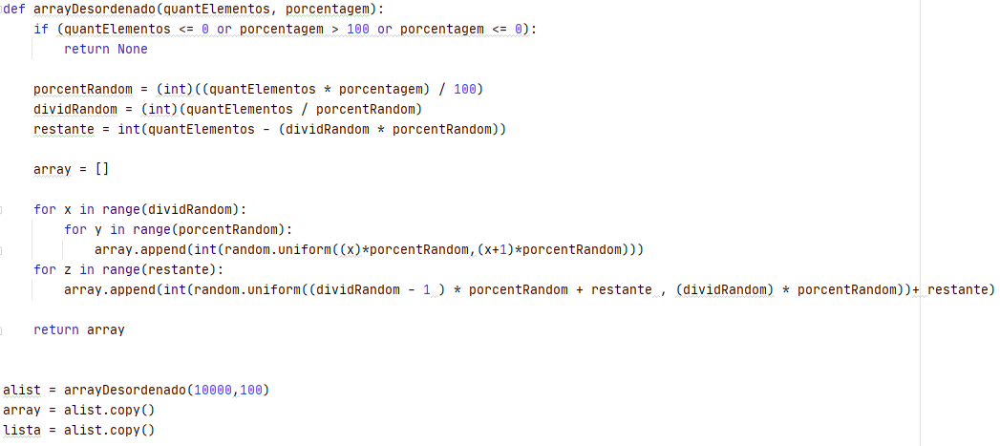 def arrayDesordenado(quantElementos, porcentagem):
    if (quantElementos <= 0 or porcentagem > 100 or porcentagem <= 0):
        return None

    porcentRandom = (int)((quantElementos * porcentagem) / 100)
    dividRandom = (int)(quantElementos / porcentRandom)
    restante = int(quantElementos - (dividRandom * porcentRandom))

    array = []

    for x in range(dividRandom):
        for y in range(porcentRandom):
            array.append(int(random.uniform((x)*porcentRandom,(x+1)*porcentRandom)))
    for z in range(restante):
        array.append(int(random.uniform((dividRandom - 1 ) * porcentRandom + restante , (dividRandom) * porcentRandom))+ restante)

    return array


alist = arrayDesordenado(10000,100)
array = alist.copy()
lista = alist.copy()